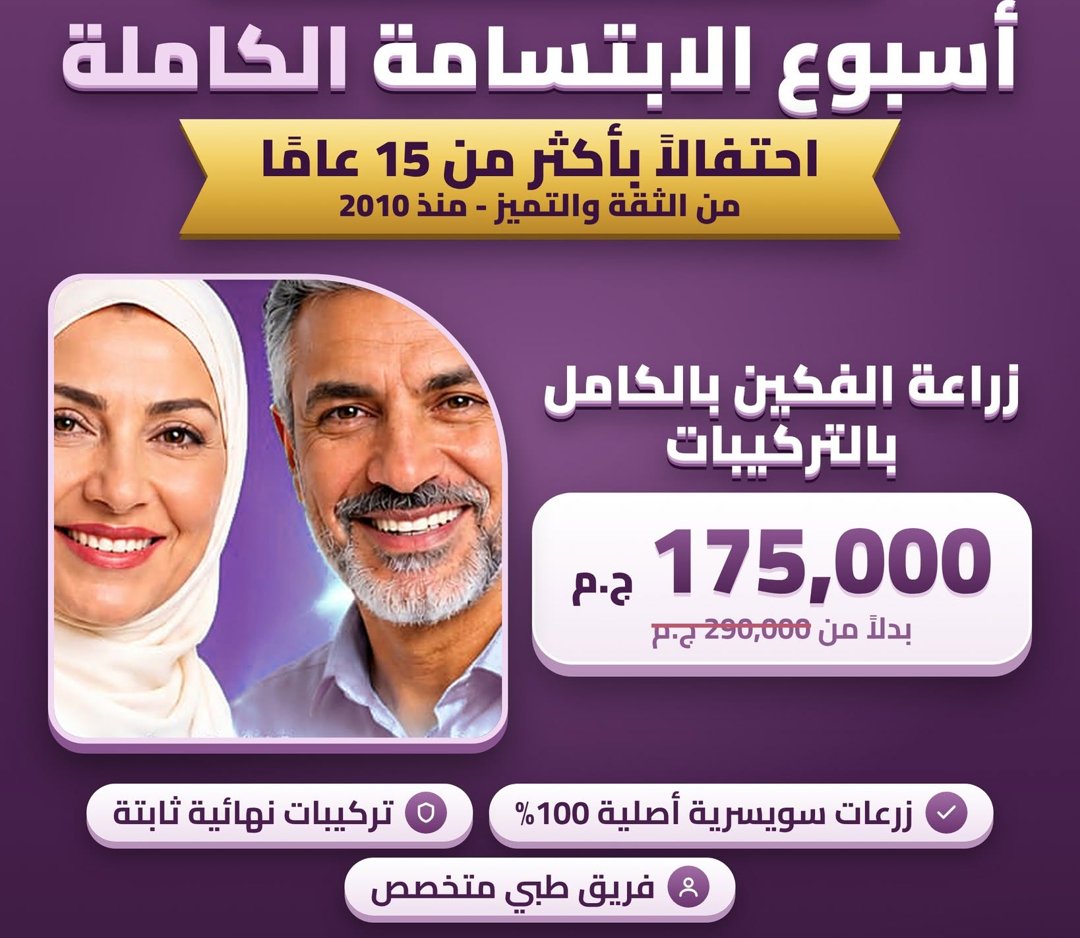 أسبوع الابتسامة الكاملة
احتفالاً بأكثر من 15 عامًا
من الثقة والتميز - منذ 2010
زراعة الفكين بالكامل
بالتركيبات
175,000 ج.م
بدلاً من 290,000 ج.م
زرعات سويسرية أصلية 100%
تركيبات نهائية ثابتة
فريق طبي متخصص